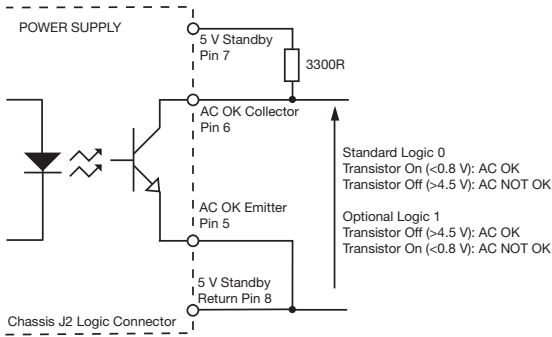 POWER SUPPLY
5 V Standby
Pin 7
3300R
AC OK Collector
Pin 6
Standard Logic 0
Transistor On (<0.8 V): AC OK
Transistor Off (>4.5 V): AC NOT OK
AC OK Emitter
Pin 5
Optional Logic 1
Transistor Off (>4.5 V): AC OK
Transistor On (<0.8 V): AC NOT OK
5 V Standby
Return Pin 8
Chassis J2 Logic Connector